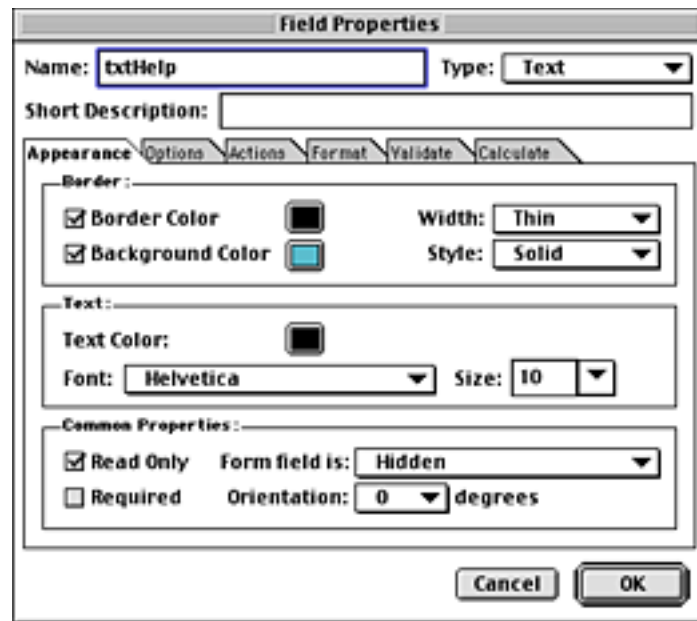 Field Properties
Name: txtHelp Type: Text
Short Description:
Appearance Options Actions Format Validate Calculate
Border:
Border Color Width: Thin
Background Color Style: Solid
Text:
Text Color:
Font: Helvetica Size: 10
Common Properties:
Read Only Form field is: Hidden
Required Orientation: 0 degrees
Cancel OK